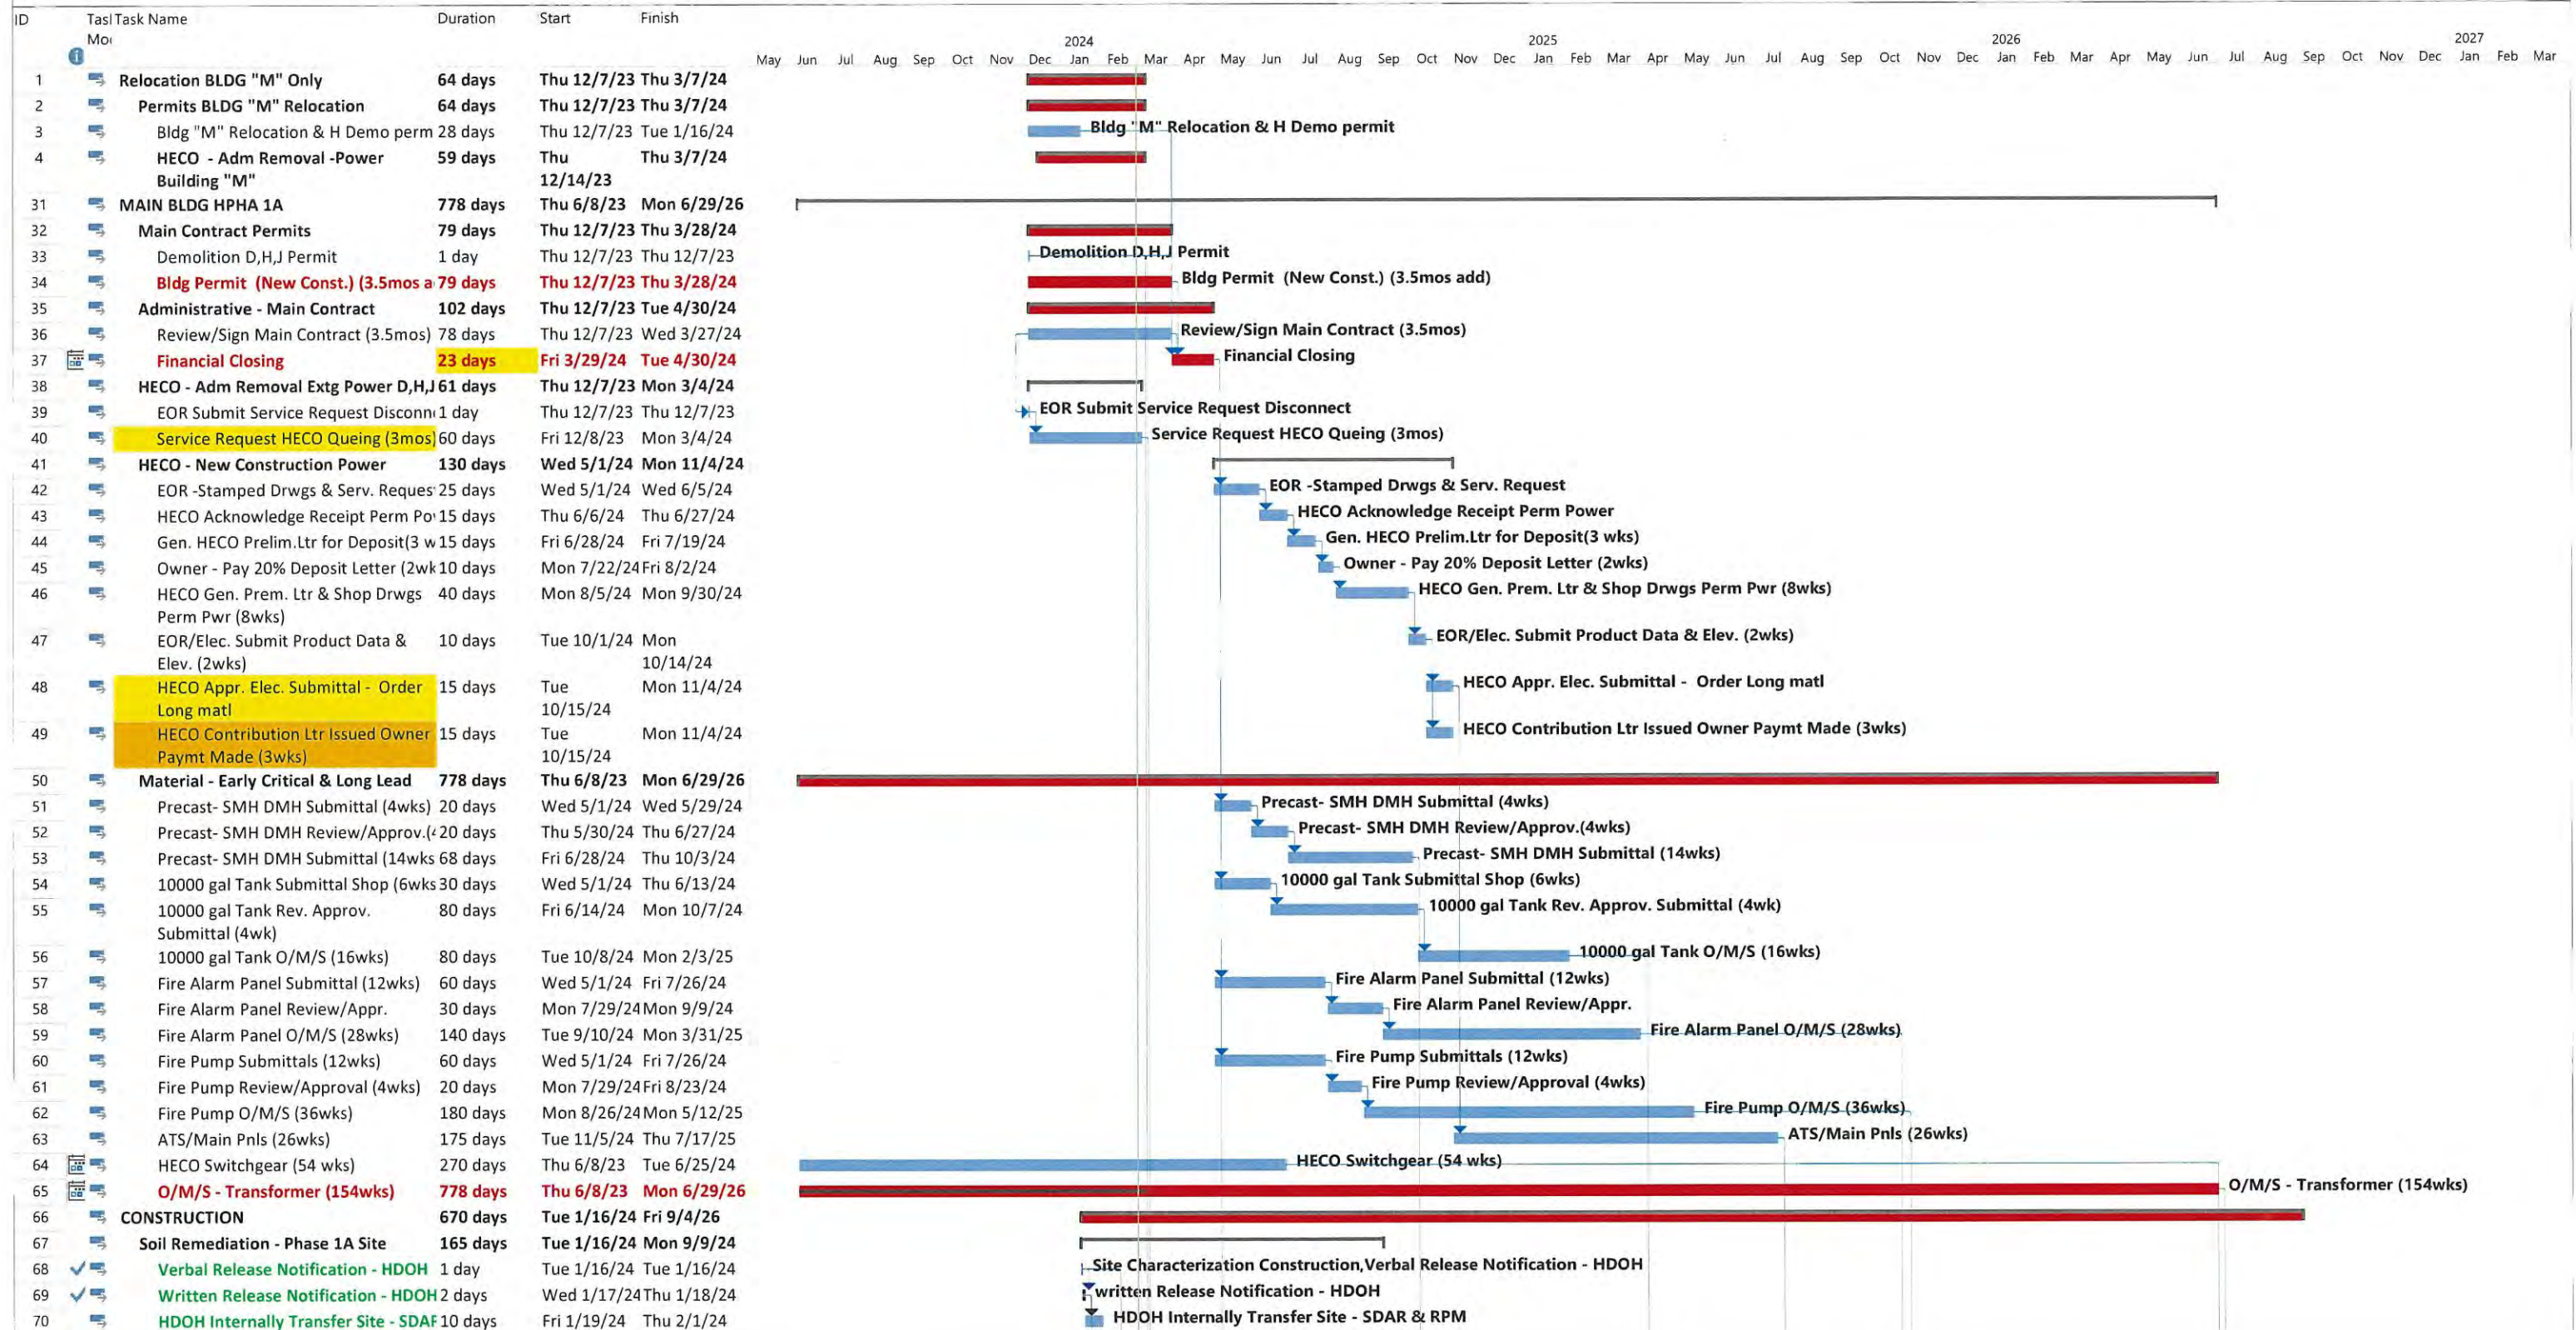 ID Tasl Task Name Duration Start Finish
Mo
2024 2025 2026 2027
May Jun Jul Aug Sep Oct Nov Dec Jan Feb Mar Apr May Jun Jul Aug Sep Oct Nov Dec Jan Feb Mar Apr May Jun Jul Aug Sep Oct Nov Dec Jan Feb Mar Apr May Jun Jul Aug Sep Oct Nov Dec Jan Feb Mar
1 Relocation BLDG "M" Only 64 days Thu 12/7/23 Thu 3/7/24
2 Permits BLDG "M" Relocation 64 days Thu 12/7/23 Thu 3/7/24
3 Bldg "M" Relocation & H Demo perm 28 days Thu 12/7/23 Tue 1/16/24 Bldg "M" Relocation & H Demo permit
4 HECO - Adm Removal -Power 59 days Thu Thu 3/7/24
Building "M" 12/14/23
31 MAIN BLDG HPHA 1A 778 days Thu 6/8/23 Mon 6/29/26
32 Main Contract Permits 79 days Thu 12/7/23 Thu 3/28/24
33 Demolition D,H,J Permit 1 day Thu 12/7/23 Thu 12/7/23 Demolition D,H,J Permit
34 Bldg Permit (New Const.) (3.5mos a 79 days Thu 12/7/23 Thu 3/28/24 Bldg Permit (New Const.) (3.5mos add)
35 Administrative - Main Contract 102 days Thu 12/7/23 Tue 4/30/24
36 Review/Sign Main Contract (3.5mos) 78 days Thu 12/7/23 Wed 3/27/24 Review/Sign Main Contract (3.5mos)
37 Financial Closing 23 days Fri 3/29/24 Tue 4/30/24 Financial Closing
38 HECO - Adm Removal Extg Power D,H,J 61 days Thu 12/7/23 Mon 3/4/24
39 EOR Submit Service Request Disconn 1 day Thu 12/7/23 Thu 12/7/23 EOR Submit Service Request Disconnect
40 Service Request HECO Queing (3mos) 60 days Fri 12/8/23 Mon 3/4/24 Service Request HECO Queing (3mos)
41 HECO - New Construction Power 130 days Wed 5/1/24 Mon 11/4/24
42 EOR -Stamped Drwgs & Serv. Reques 25 days Wed 5/1/24 Wed 6/5/24 EOR -Stamped Drwgs & Serv. Request
43 HECO Acknowledge Receipt Perm Po 15 days Thu 6/6/24 Thu 6/27/24 HECO Acknowledge Receipt Perm Power
44 Gen. HECO Prelim.Ltr for Deposit(3 w 15 days Fri 6/28/24 Fri 7/19/24 Gen. HECO Prelim.Ltr for Deposit(3 wks)
45 Owner - Pay 20% Deposit Letter (2wk 10 days Mon 7/22/24 Fri 8/2/24 Owner - Pay 20% Deposit Letter (2wks)
46 HECO Gen. Prem. Ltr & Shop Drwgs 40 days Mon 8/5/24 Mon 9/30/24 HECO Gen. Prem. Ltr & Shop Drwgs Perm Pwr (8wks)
Perm Pwr (8wks)
47 EOR/Elec. Submit Product Data & 10 days Tue 10/1/24 Mon EOR/Elec. Submit Product Data & Elev. (2wks)
Elev. (2wks) 10/14/24
48 HECO Appr. Elec. Submittal - Order 15 days Tue Mon 11/4/24 HECO Appr. Elec. Submittal - Order Long matl
Long matl 10/15/24
49 HECO Contribution Ltr Issued Owner 15 days Tue Mon 11/4/24 HECO Contribution Ltr Issued Owner Paymt Made (3wks)
Paymt Made (3wks) 10/15/24
50 Material - Early Critical & Long Lead 778 days Thu 6/8/23 Mon 6/29/26
51 Precast- SMH DMH Submittal (4wks) 20 days Wed 5/1/24 Wed 5/29/24 Precast- SMH DMH Submittal (4wks)
52 Precast- SMH DMH Review/Approv.(4 20 days Thu 5/30/24 Thu 6/27/24 Precast- SMH DMH Review/Approv.(4wks)
53 Precast- SMH DMH Submittal (14wks 68 days Fri 6/28/24 Thu 10/3/24 Precast- SMH DMH Submittal (14wks)
54 10000 gal Tank Submittal Shop (6wks 30 days Wed 5/1/24 Thu 6/13/24 10000 gal Tank Submittal Shop (6wks)
55 10000 gal Tank Rev. Approv. 80 days Fri 6/14/24 Mon 10/7/24 10000 gal Tank Rev. Approv. Submittal (4wk)
Submittal (4wk)
56 10000 gal Tank O/M/S (16wks) 80 days Tue 10/8/24 Mon 2/3/25 10000 gal Tank O/M/S (16wks)
57 Fire Alarm Panel Submittal (12wks) 60 days Wed 5/1/24 Fri 7/26/24 Fire Alarm Panel Submittal (12wks)
58 Fire Alarm Panel Review/Appr. 30 days Mon 7/29/24 Mon 9/9/24 Fire Alarm Panel Review/Appr.
59 Fire Alarm Panel O/M/S (28wks) 140 days Tue 9/10/24 Mon 3/31/25 Fire Alarm Panel O/M/S (28wks)
60 Fire Pump Submittals (12wks) 60 days Wed 5/1/24 Fri 7/26/24 Fire Pump Submittals (12wks)
61 Fire Pump Review/Approval (4wks) 20 days Mon 7/29/24 Fri 8/23/24 Fire Pump Review/Approval (4wks)
62 Fire Pump O/M/S (36wks) 180 days Mon 8/26/24 Mon 5/12/25 Fire Pump O/M/S (36wks)
63 ATS/Main Pnls (26wks) 175 days Tue 11/5/24 Thu 7/17/25 ATS/Main Pnls (26wks)
64 HECO Switchgear (54 wks) 270 days Thu 6/8/23 Tue 6/25/24 HECO Switchgear (54 wks)
65 O/M/S - Transformer (154wks) 778 days Thu 6/8/23 Mon 6/29/26 O/M/S - Transformer (154wks)
66 CONSTRUCTION 670 days Tue 1/16/24 Fri 9/4/26
67 Soil Remediation - Phase 1A Site 165 days Tue 1/16/24 Mon 9/9/24
68 Verbal Release Notification - HDOH 1 day Tue 1/16/24 Tue 1/16/24 Site Characterization Construction,Verbal Release Notification - HDOH
69 Written Release Notification - HDOH 2 days Wed 1/17/24 Thu 1/18/24 written Release Notification - HDOH
70 HDOH Internally Transfer Site - SDAR 10 days Fri 1/19/24 Thu 2/1/24 HDOH Internally Transfer Site - SDAR & RPM